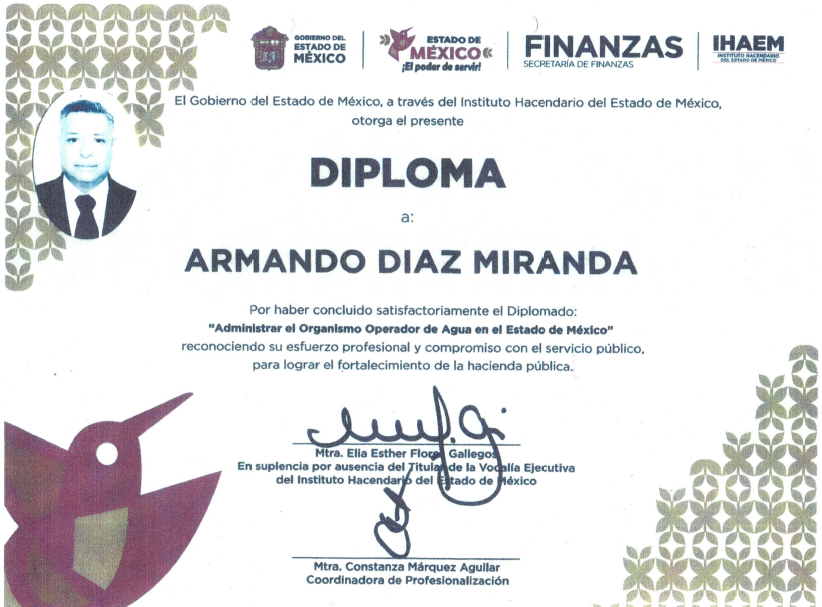 GOBIERNO DEL
ESTADO DE
MÉXICO
ESTADO DE
MÉXICO
¡El poder de servir!
FINANZAS
SECRETARÍA DE FINANZAS
IHAEM
INSTITUTO HACENDARIO
DEL ESTADO DE MÉXICO
El Gobierno del Estado de México, a través del Instituto Hacendario del Estado de México,
otorga el presente
DIPLOMA
a:
ARMANDO DIAZ MIRANDA
Por haber concluido satisfactoriamente el Diplomado:
"Administrar el Organismo Operador de Agua en el Estado de México"
reconociendo su esfuerzo profesional y compromiso con el servicio público,
para lograr el fortalecimiento de la hacienda pública.
Mtra. Elia Esther Flores Gallegos
En suplencia por ausencia del Titular de la Vocalía Ejecutiva
del Instituto Hacendario del Estado de México
Mtra. Constanza Márquez Aguilar
Coordinadora de Profesionalización